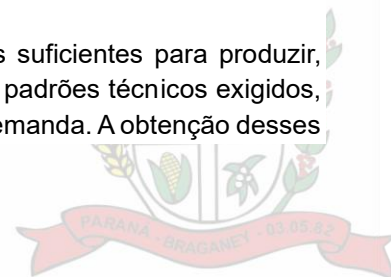 s suficientes para produzir,
padrões técnicos exigidos,
emanda. A obtenção desses
PARANÁ - BRAGANEY - 03.05.82